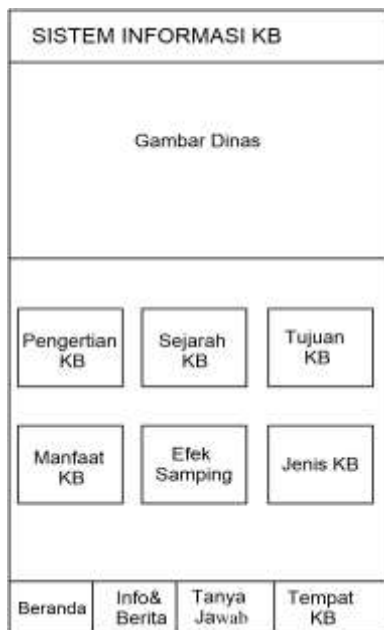 SISTEM INFORMASI KB
Gambar Dinas
Pengertian
KB
Sejarah
KB
Tujuan
KB
Manfaat
KB
Efek
Samping
Jenis KB
Beranda
Info&
Berita
Tanya
Jawab
Tempat
KB